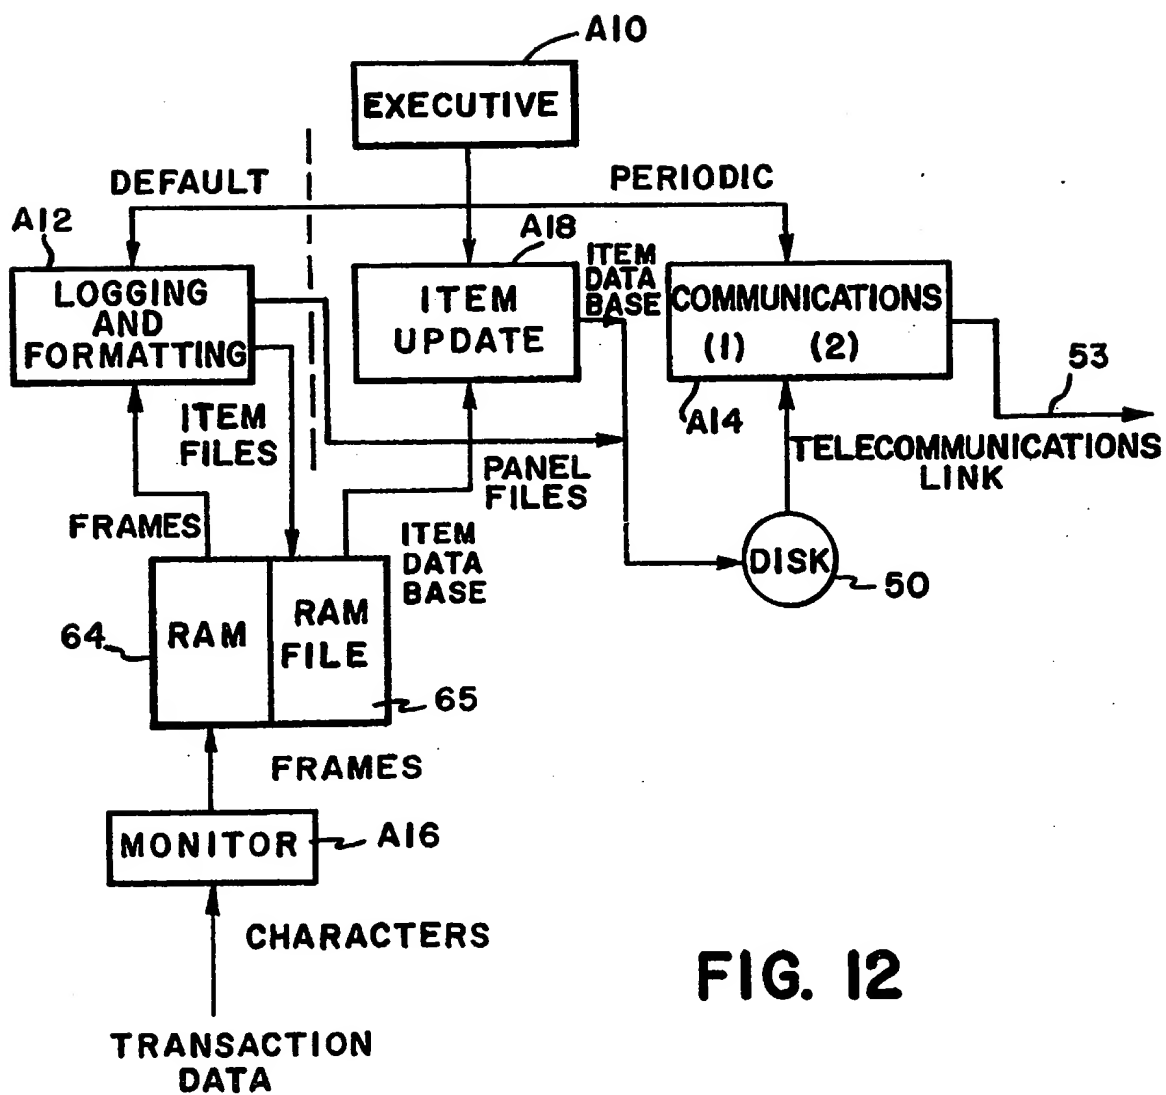 A10
EXECUTIVE
DEFAULT
PERIODIC
A12
A18
ITEM
DATA
BASE
LOGGING
AND
FORMATTING
ITEM
UPDATE
COMMUNICATIONS
(1) (2)
53
A14
TELECOMMUNICATIONS
LINK
ITEM
FILES
PANEL
FILES
FRAMES
ITEM
DATA
BASE
DISK
50
64
RAM
RAM
FILE
65
FRAMES
MONITOR
A16
CHARACTERS
FIG. 12
TRANSACTION
DATA